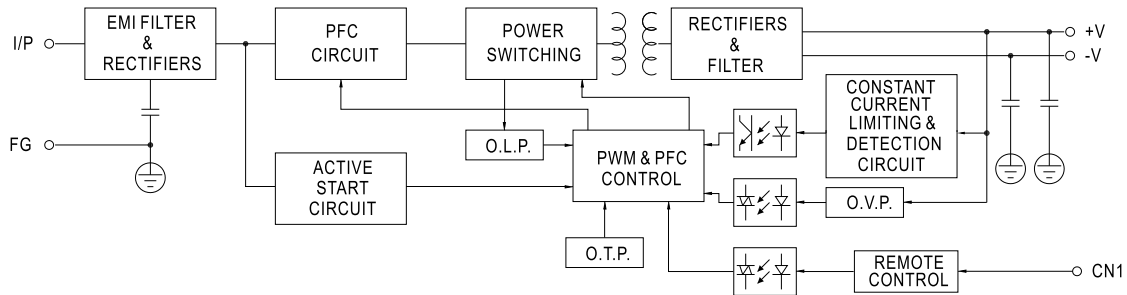 I/P
EMI FILTER
&
RECTIFIERS
PFC
CIRCUIT
POWER
SWITCHING
RECTIFIERS
&
FILTER
+V
-V
CONSTANT
CURRENT
LIMITING &
DETECTION
CIRCUIT
FG
O.L.P.
PWM & PFC
CONTROL
ACTIVE
START
CIRCUIT
O.V.P.
O.T.P.
REMOTE
CONTROL
CN1